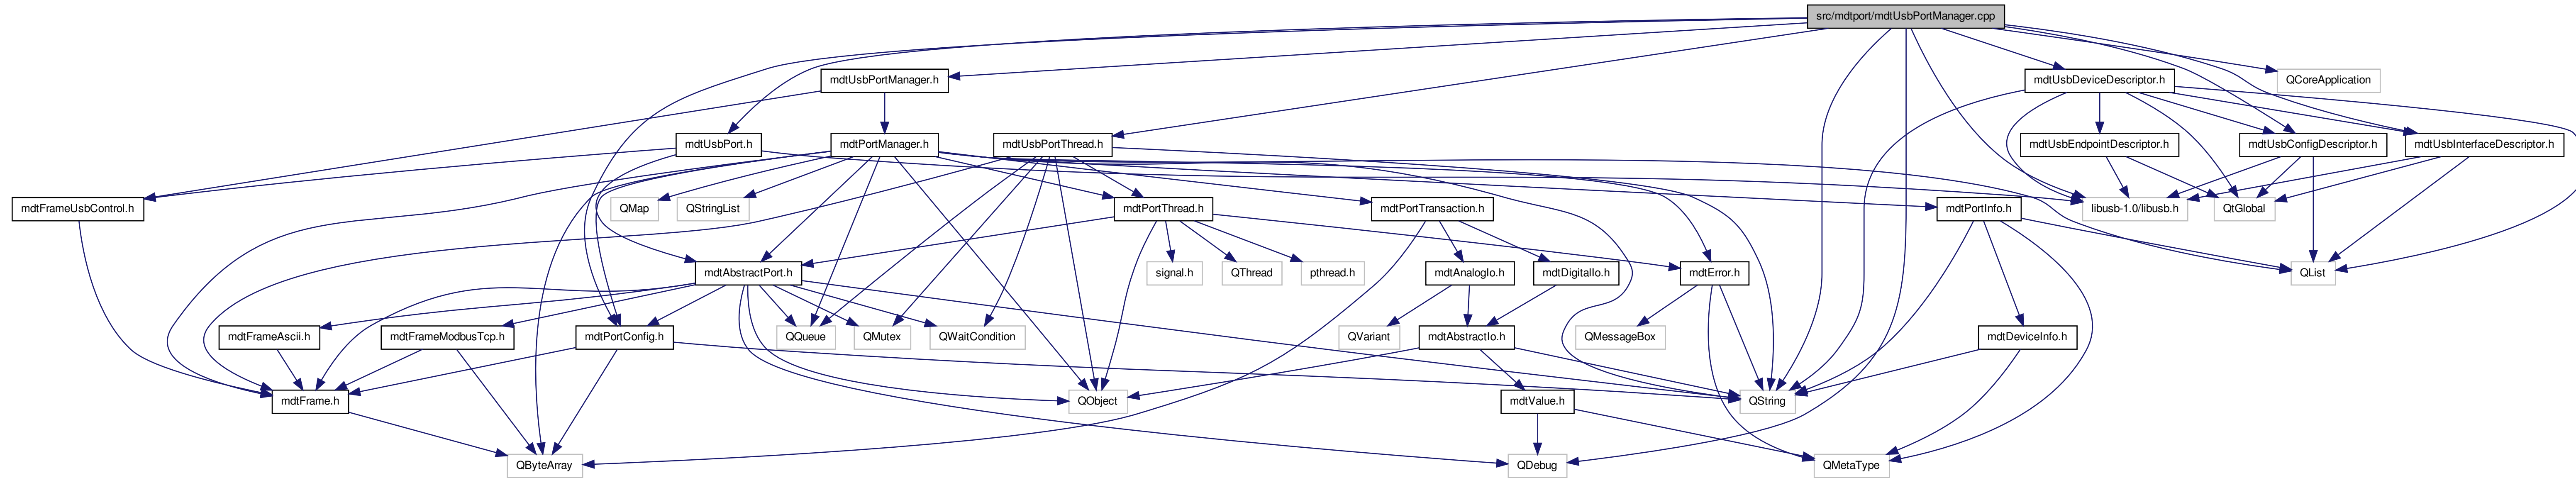 src/mdtport/mdtUsbPortManager.cpp
mdtUsbPortManager.h
mdtUsbDeviceDescriptor.h
QCoreApplication
mdtUsbPort.h
mdtPortManager.h
mdtUsbPortThread.h
mdtUsbEndpointDescriptor.h
mdtUsbConfigDescriptor.h
mdtUsbInterfaceDescriptor.h
mdtFrameUsbControl.h
QMap
QStringList
mdtPortThread.h
mdtPortTransaction.h
mdtPortInfo.h
libusb-1.0/libusb.h
QtGlobal
mdtAbstractPort.h
signal.h
QThread
pthread.h
mdtAnalogIo.h
mdtDigitalIo.h
mdtError.h
QList
mdtFrameAscii.h
mdtFrameModbusTcp.h
mdtPortConfig.h
QQueue
QMutex
QWaitCondition
QVariant
mdtAbstractIo.h
QMessageBox
mdtDeviceInfo.h
mdtFrame.h
QObject
mdtValue.h
QString
QByteArray
QDebug
QMetaType